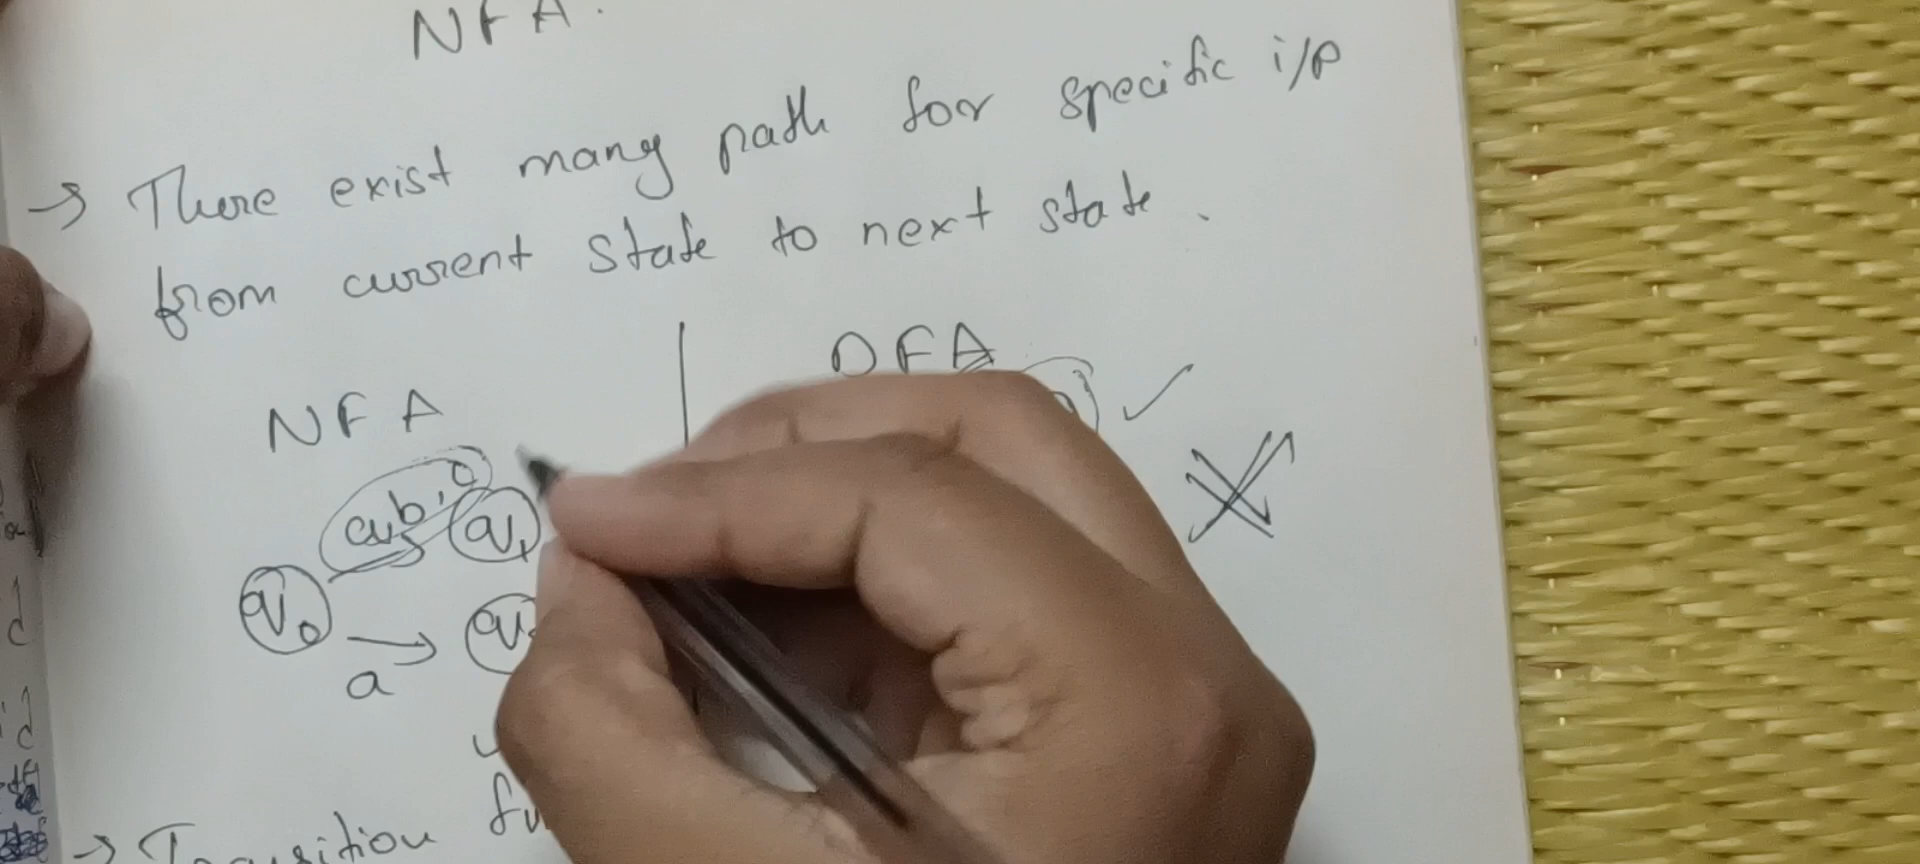 NFA.
→ There exist many path for specific i/p
from current state to next state.
NFA
DFA
a,b,c
q1
q0
a
→ Transition